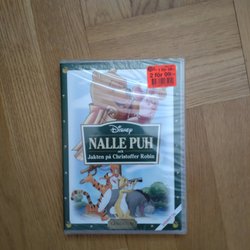 2 för 99:-
Disney
NALLE PUH
och
Jakten på Christoffer Robin